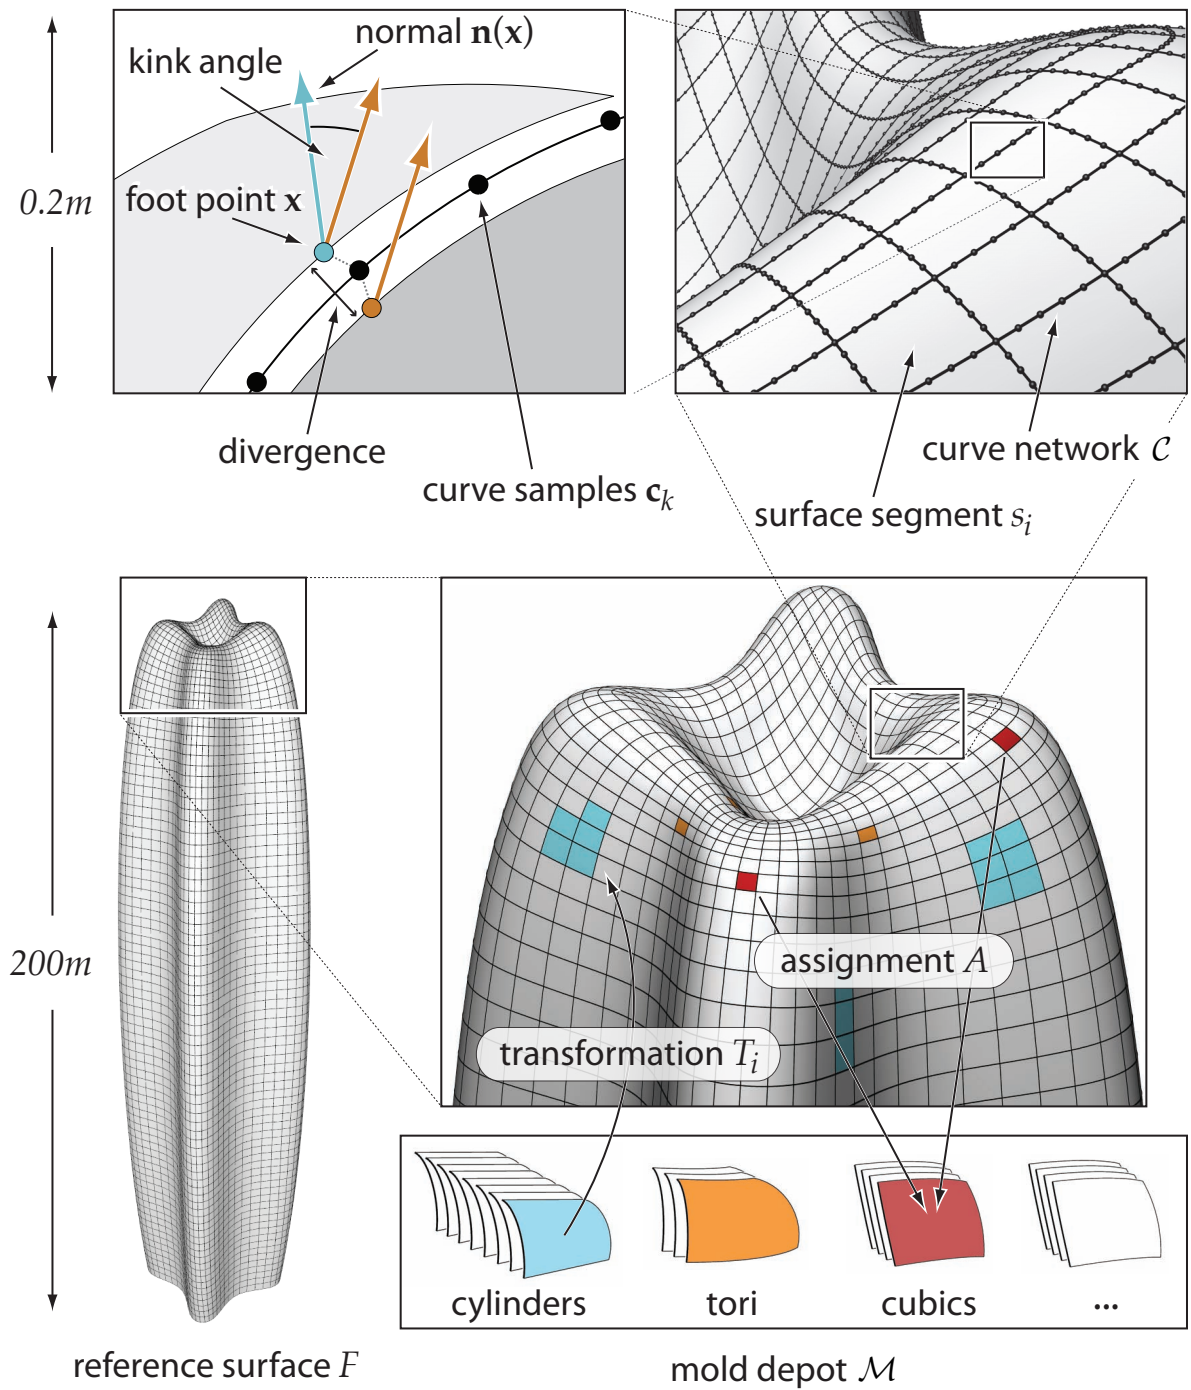 normal n(x)
kink angle
0.2m
foot point x
divergence
curve samples c_k
curve network 𝒞
surface segment s_i
200m
assignment A
transformation T_i
cylinders
tori
cubics
...
reference surface F
mold depot ℳ